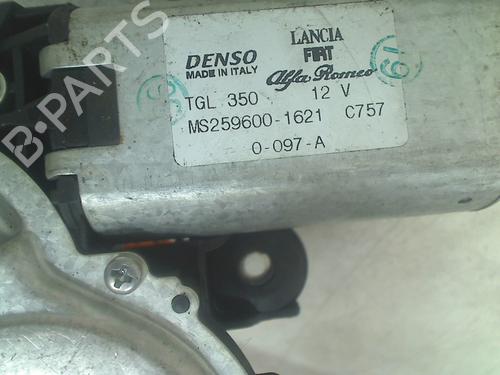 DENSO
MADE IN ITALY
LANCIA
FIAT
Alfa Romeo
TGL 350 12 V
MS259600-1621 C757
0-097-A
B-PARTS